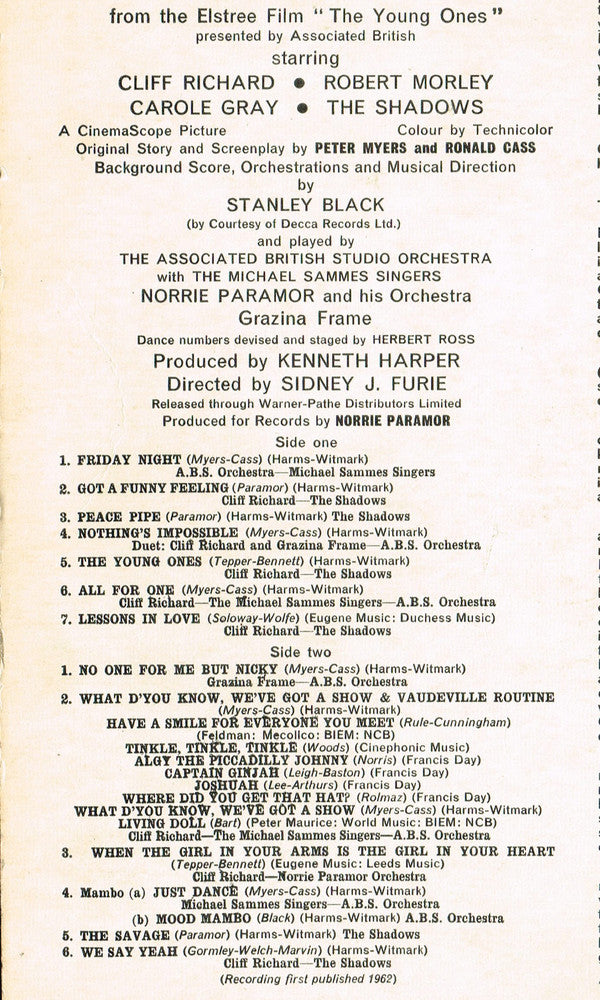 from the Elstree Film "The Young Ones"
presented by Associated British
starring
CLIFF RICHARD ● ROBERT MORLEY
CAROLE GRAY ● THE SHADOWS
A CinemaScope Picture Colour by Technicolor
Original Story and Screenplay by PETER MYERS and RONALD CASS
Background Score, Orchestrations and Musical Direction
by
STANLEY BLACK
(by Courtesy of Decca Records Ltd.)
and played by
THE ASSOCIATED BRITISH STUDIO ORCHESTRA
with THE MICHAEL SAMMES SINGERS
NORRIE PARAMOR and his Orchestra
Grazina Frame
Dance numbers devised and staged by HERBERT ROSS
Produced by KENNETH HARPER
Directed by SIDNEY J. FURIE
Released through Warner-Pathe Distributors Limited
Produced for Records by NORRIE PARAMOR
Side one
1. FRIDAY NIGHT (Myers-Cass) (Harms-Witmark)
A.B.S. Orchestra—Michael Sammes Singers
2. GOT A FUNNY FEELING (Paramor) (Harms-Witmark)
Cliff Richard—The Shadows
3. PEACE PIPE (Paramor) (Harms-Witmark) The Shadows
4. NOTHING'S IMPOSSIBLE (Myers-Cass) (Harms-Witmark)
Duet: Cliff Richard and Grazina Frame—A.B.S. Orchestra
5. THE YOUNG ONES (Tepper-Bennett) (Harms-Witmark)
Cliff Richard—The Shadows
6. ALL FOR ONE (Myers-Cass) (Harms-Witmark)
Cliff Richard—The Michael Sammes Singers—A.B.S. Orchestra
7. LESSONS IN LOVE (Soloway-Wolfe) (Eugene Music: Duchess Music)
Cliff Richard—The Shadows
Side two
1. NO ONE FOR ME BUT NICKY (Myers-Cass) (Harms-Witmark)
Grazina Frame—A.B.S. Orchestra
2. WHAT D'YOU KNOW, WE'VE GOT A SHOW & VAUDEVILLE ROUTINE
(Myers-Cass) (Harms-Witmark)
HAVE A SMILE FOR EVERYONE YOU MEET (Rule-Cunningham)
(Feldman: Mecollco: BIEM: NCB)
TINKLE, TINKLE, TINKLE (Woods) (Cinephonic Music)
ALGY THE PICCADILLY JOHNNY (Norris) (Francis Day)
CAPTAIN GINJAH (Leigh-Baston) (Francis Day)
JOSHUAH (Lee-Arthurs) (Francis Day)
WHERE DID YOU GET THAT HAT? (Rolmaz) (Francis Day)
WHAT D'YOU KNOW, WE'VE GOT A SHOW (Myers-Cass) (Harms-Witmark)
LIVING DOLL (Bart) (Peter Maurice: World Music: BIEM: NCB)
Cliff Richard—The Michael Sammes Singers—A.B.S. Orchestra
3. WHEN THE GIRL IN YOUR ARMS IS THE GIRL IN YOUR HEART
(Tepper-Bennett) (Eugene Music: Leeds Music)
Cliff Richard—Norrie Paramor Orchestra
4. Mambo (a) JUST DANCE (Myers-Cass) (Harms-Witmark)
Michael Sammes Singers—A.B.S. Orchestra
(b) MOOD MAMBO (Black) (Harms-Witmark) A.B.S. Orchestra
5. THE SAVAGE (Paramor) (Harms-Witmark) The Shadows
6. WE SAY YEAH (Gormley-Welch-Marvin) (Harms-Witmark)
Cliff Richard—The Shadows
(Recording first published 1962)